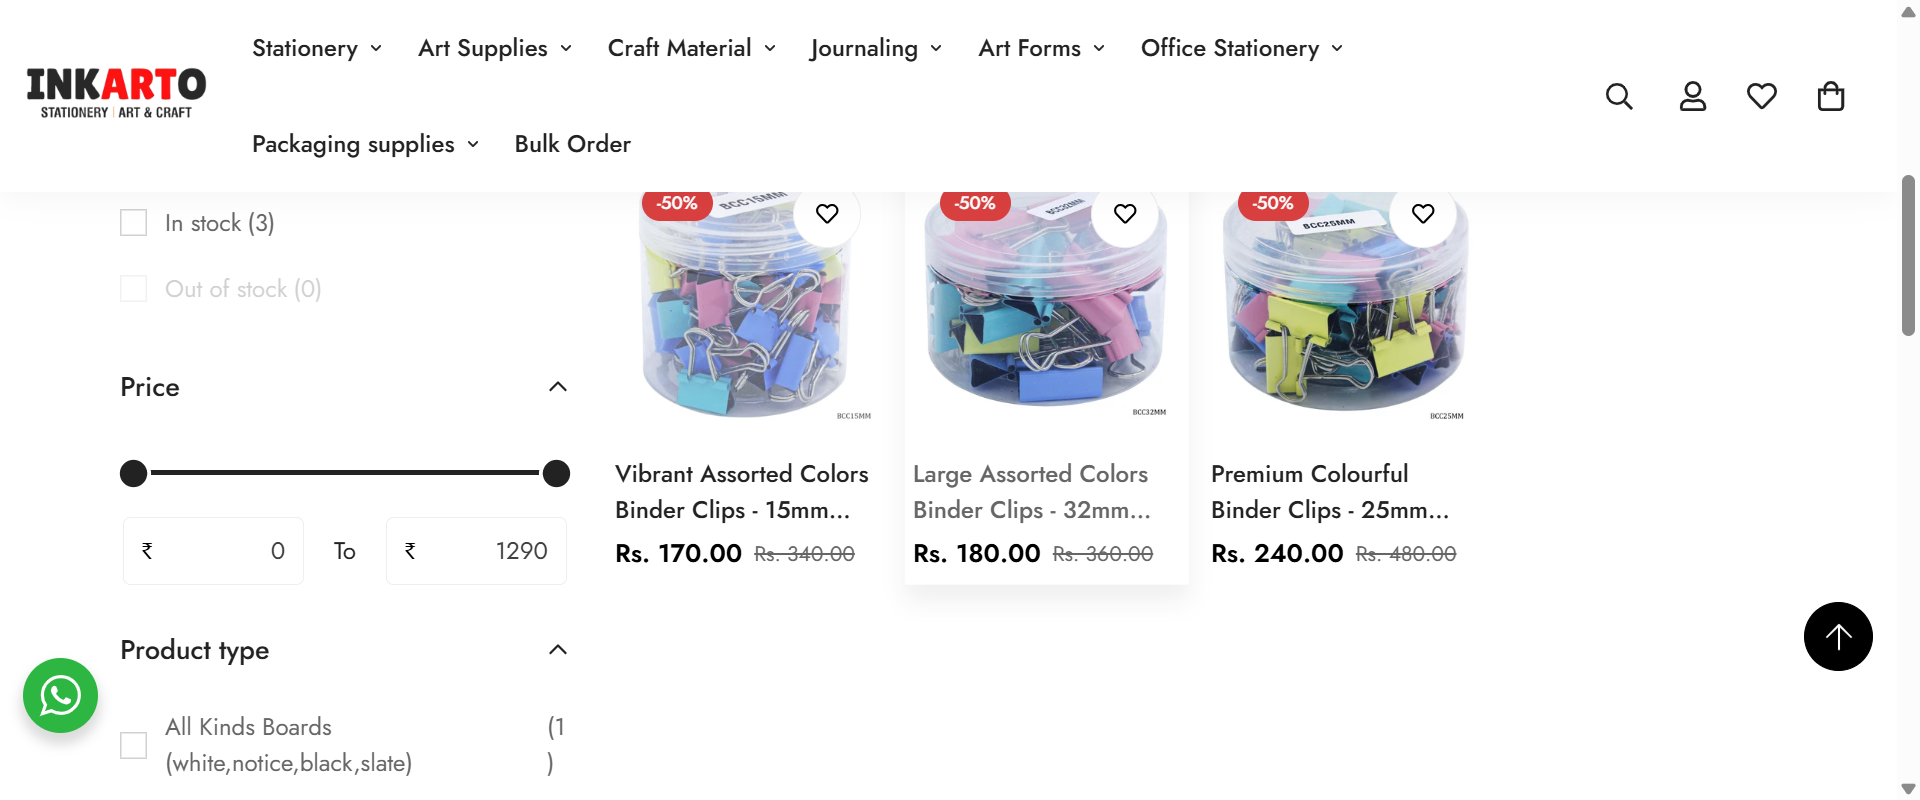 Stationery
Art Supplies
Craft Material
Journaling
Art Forms
Office Stationery
INKARTO
STATIONERY | ART & CRAFT
Packaging supplies
Bulk Order
In stock (3)
Out of stock (0)
Price
₹ 0 To ₹ 1290
Product type
All Kinds Boards (1
(white,notice,black,slate) )
-50%
BCC15MM
BCC15MM
Vibrant Assorted Colors
Binder Clips - 15mm...
Rs. 170.00 Rs. 340.00
-50%
BCC32MM
BCC32MM
Large Assorted Colors
Binder Clips - 32mm...
Rs. 180.00 Rs. 360.00
-50%
BCC25MM
BCC25MM
Premium Colourful
Binder Clips - 25mm...
Rs. 240.00 Rs. 480.00